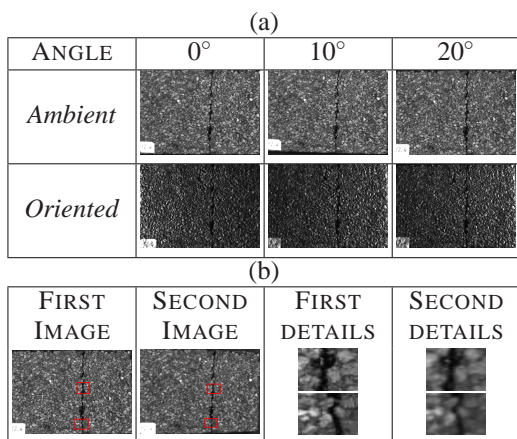 (a)
ANGLE 0° 10° 20°
Ambient
Oriented
(b)
FIRST IMAGE SECOND IMAGE FIRST DETAILS SECOND DETAILS